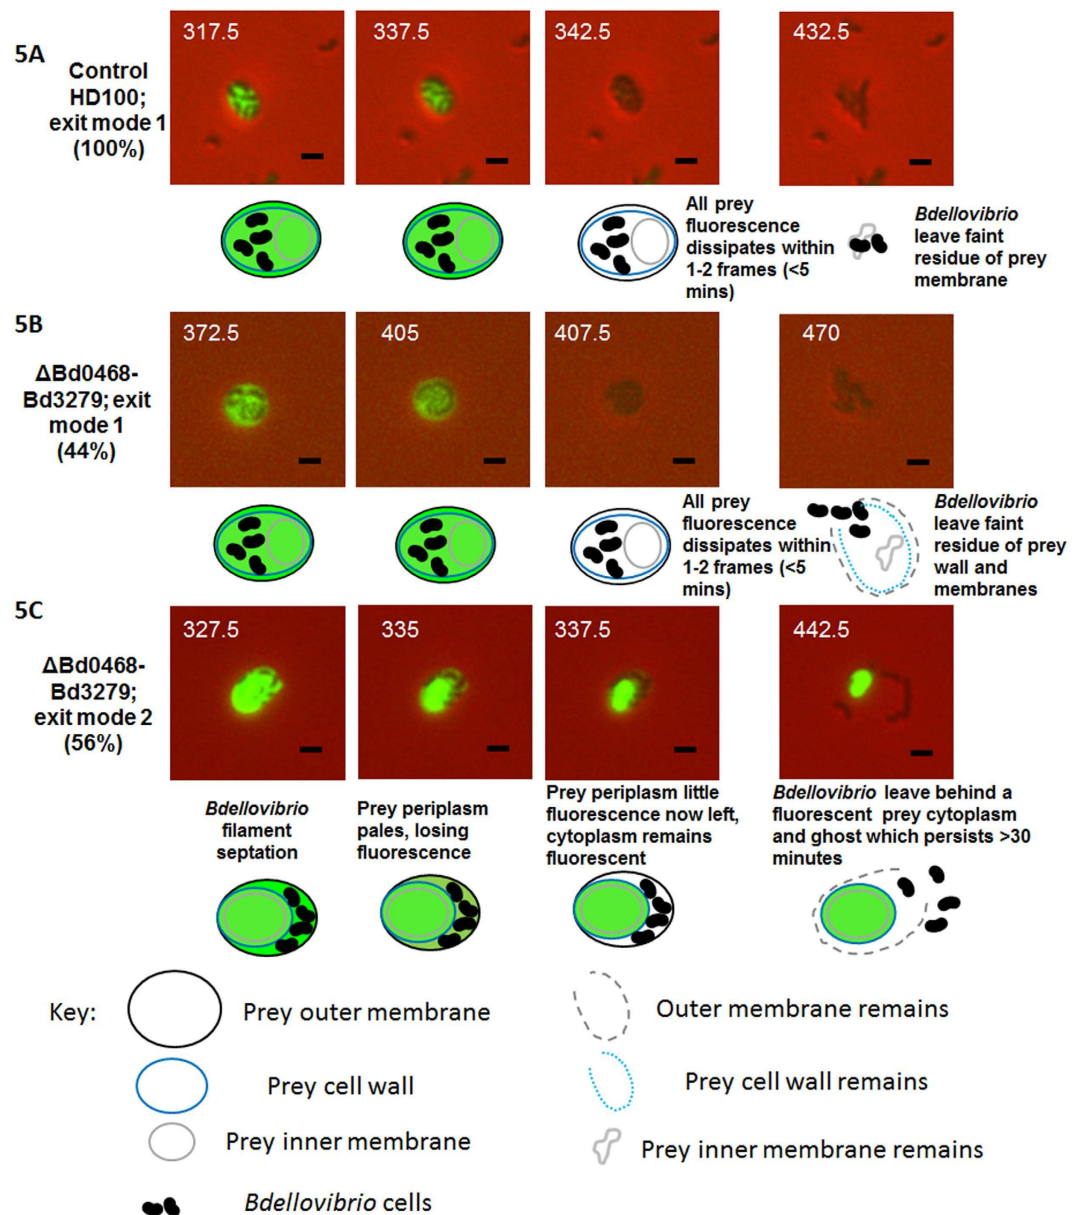 5A
Control
HD100;
exit mode 1
(100%)
317.5
337.5
342.5
432.5
All prey
fluorescence
dissipates within
1-2 frames (<5
mins)
Bdellovibrio
leave faint
residue of prey
membrane
5B
ΔBd0468-
Bd3279; exit
mode 1
(44%)
372.5
405
407.5
470
All prey
fluorescence
dissipates within
1-2 frames (<5
mins)
Bdellovibrio
leave faint
residue of prey
wall and
membranes
5C
ΔBd0468-
Bd3279;
exit mode 2
(56%)
327.5
335
337.5
442.5
Bdellovibrio
filament
septation
Prey periplasm
pales, losing
fluorescence
Prey periplasm little
fluorescence now left,
cytoplasm remains
fluorescent
Bdellovibrio leave behind a
fluorescent prey cytoplasm
and ghost which persists >30
minutes
Key:
Prey outer membrane
Outer membrane remains
Prey cell wall
Prey cell wall remains
Prey inner membrane
Prey inner membrane remains
Bdellovibrio cells